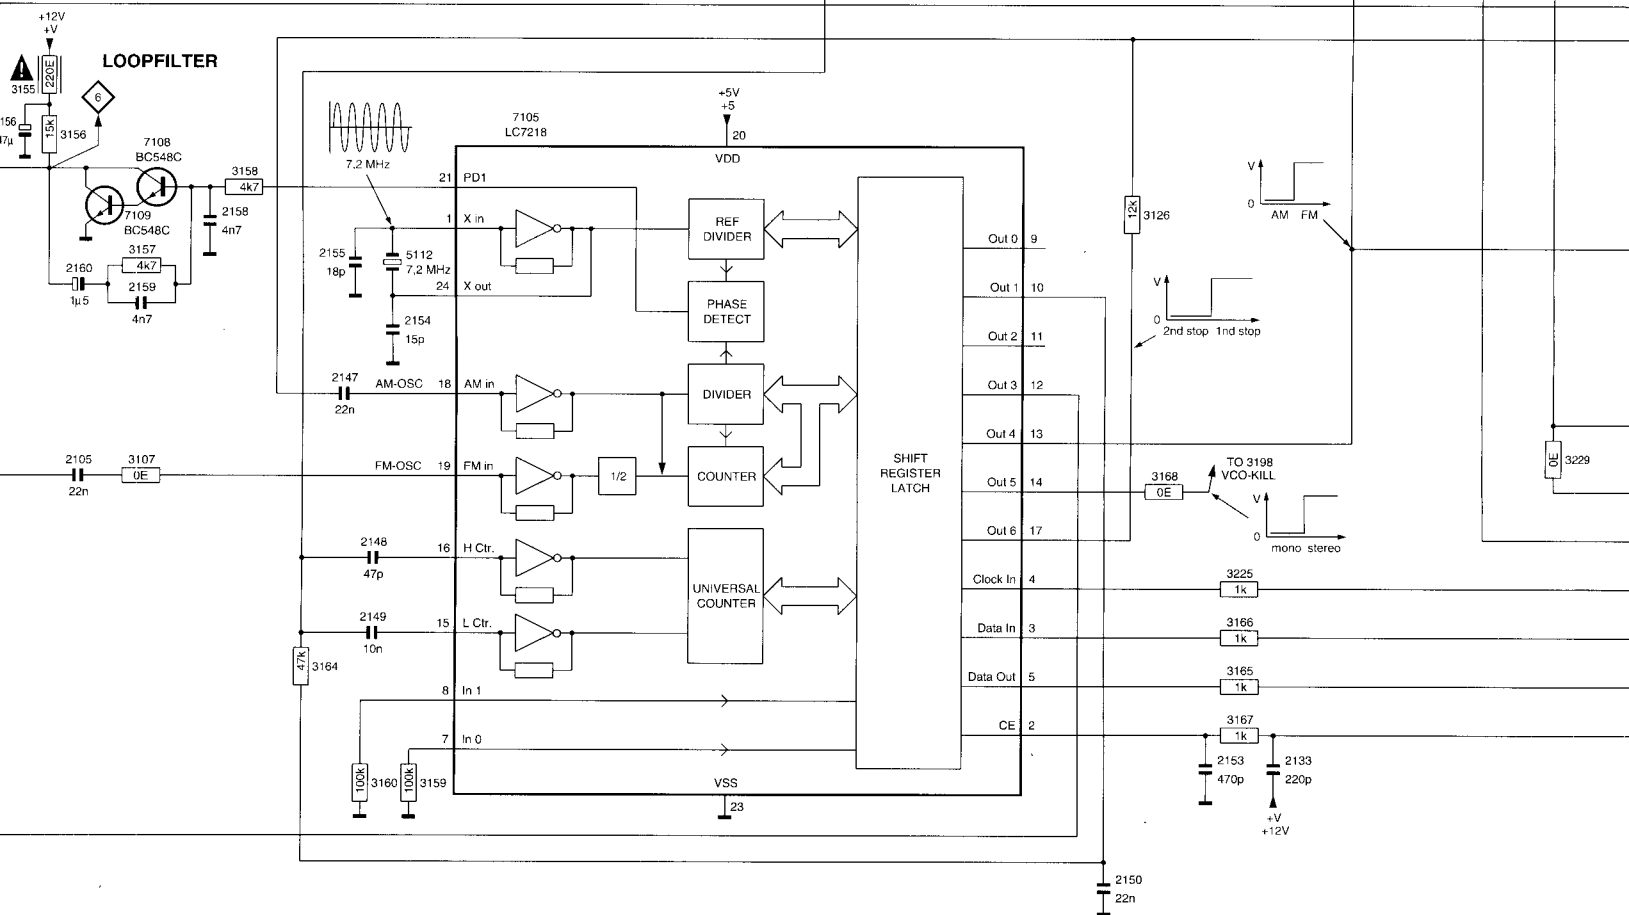 +12V
+V
LOOPFILTER
220E
3155
6
156
47µ
15k
3156
7108
BC548C
7109
BC548C
3158
4k7
2158
4n7
3157
4k7
2160
1µ5
2159
4n7
7.2 MHz
7105
LC7218
+5V
+5
20
VDD
21
PD1
1
X in
2155
18p
5112
7,2 MHz
24
X out
2154
15p
REF
DIVIDER
PHASE
DETECT
2147
22n
AM-OSC
18
AM in
DIVIDER
2105
22n
3107
0E
FM-OSC
19
FM in
1/2
COUNTER
2148
47p
16
H Ctr.
2149
10n
15
L Ctr.
UNIVERSAL
COUNTER
47k
3164
8
In 1
7
In 0
100k
3160
100k
3159
VSS
23
SHIFT
REGISTER
LATCH
Out 0
9
Out 1
10
Out 2
11
Out 3
12
Out 4
13
Out 5
14
Out 6
17
Clock In
4
Data In
3
Data Out
5
CE
2
12k
3126
V
0
AM
FM
V
0
2nd stop
1nd stop
3168
0E
TO 3198
VCO-KILL
V
0
mono
stereo
0E
3229
3225
1k
3166
1k
3165
1k
3167
1k
2153
470p
2133
220p
+V
+12V
2150
22n